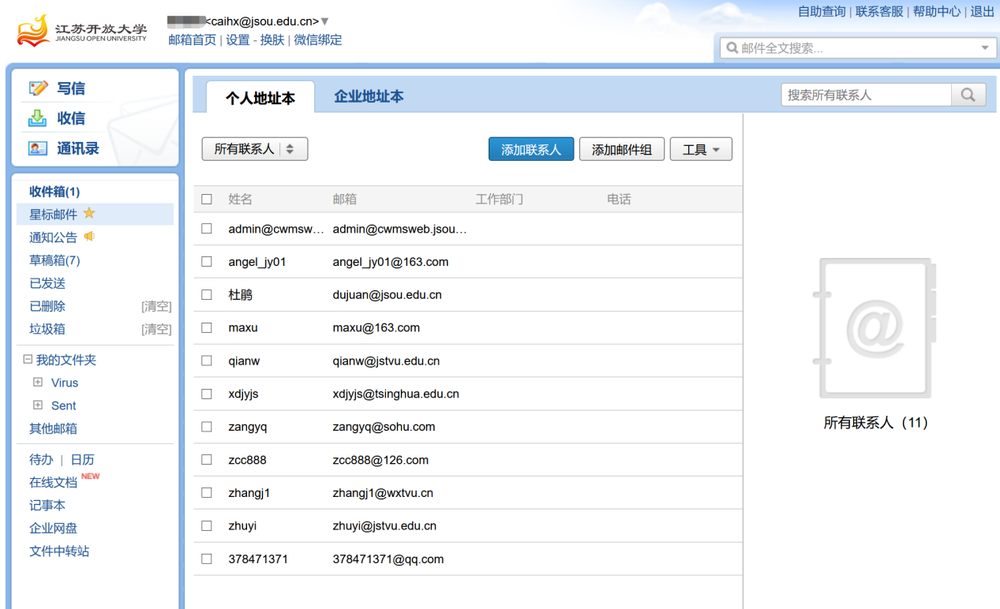 江苏开放大学
JIANGSU OPEN UNIVERSITY
<caihx@jsou.edu.cn>
邮箱首页 | 设置 - 换肤 | 微信绑定
自助查询 | 联系客服 | 帮助中心 | 退出
邮件全文搜索...
写信
收信
通讯录
收件箱(1)
星标邮件
通知公告
草稿箱(7)
已发送
已删除 [清空]
垃圾箱 [清空]
我的文件夹
Virus
Sent
其他邮箱
待办 | 日历
在线文档 NEW
记事本
企业网盘
文件中转站
个人地址本 企业地址本
搜索所有联系人
所有联系人 添加联系人 添加邮件组 工具
姓名 邮箱 工作部门 电话
admin@cwmsw... admin@cwmsweb.jsou...
angel_jy01 angel_jy01@163.com
杜鹃 dujuan@jsou.edu.cn
maxu maxu@163.com
qianw qianw@jstvu.edu.cn
xdjyjs xdjyjs@tsinghua.edu.cn
zangyq zangyq@sohu.com
zcc888 zcc888@126.com
zhangj1 zhangj1@wxtvu.cn
zhuyi zhuyi@jstvu.edu.cn
378471371 378471371@qq.com
@
所有联系人（11）